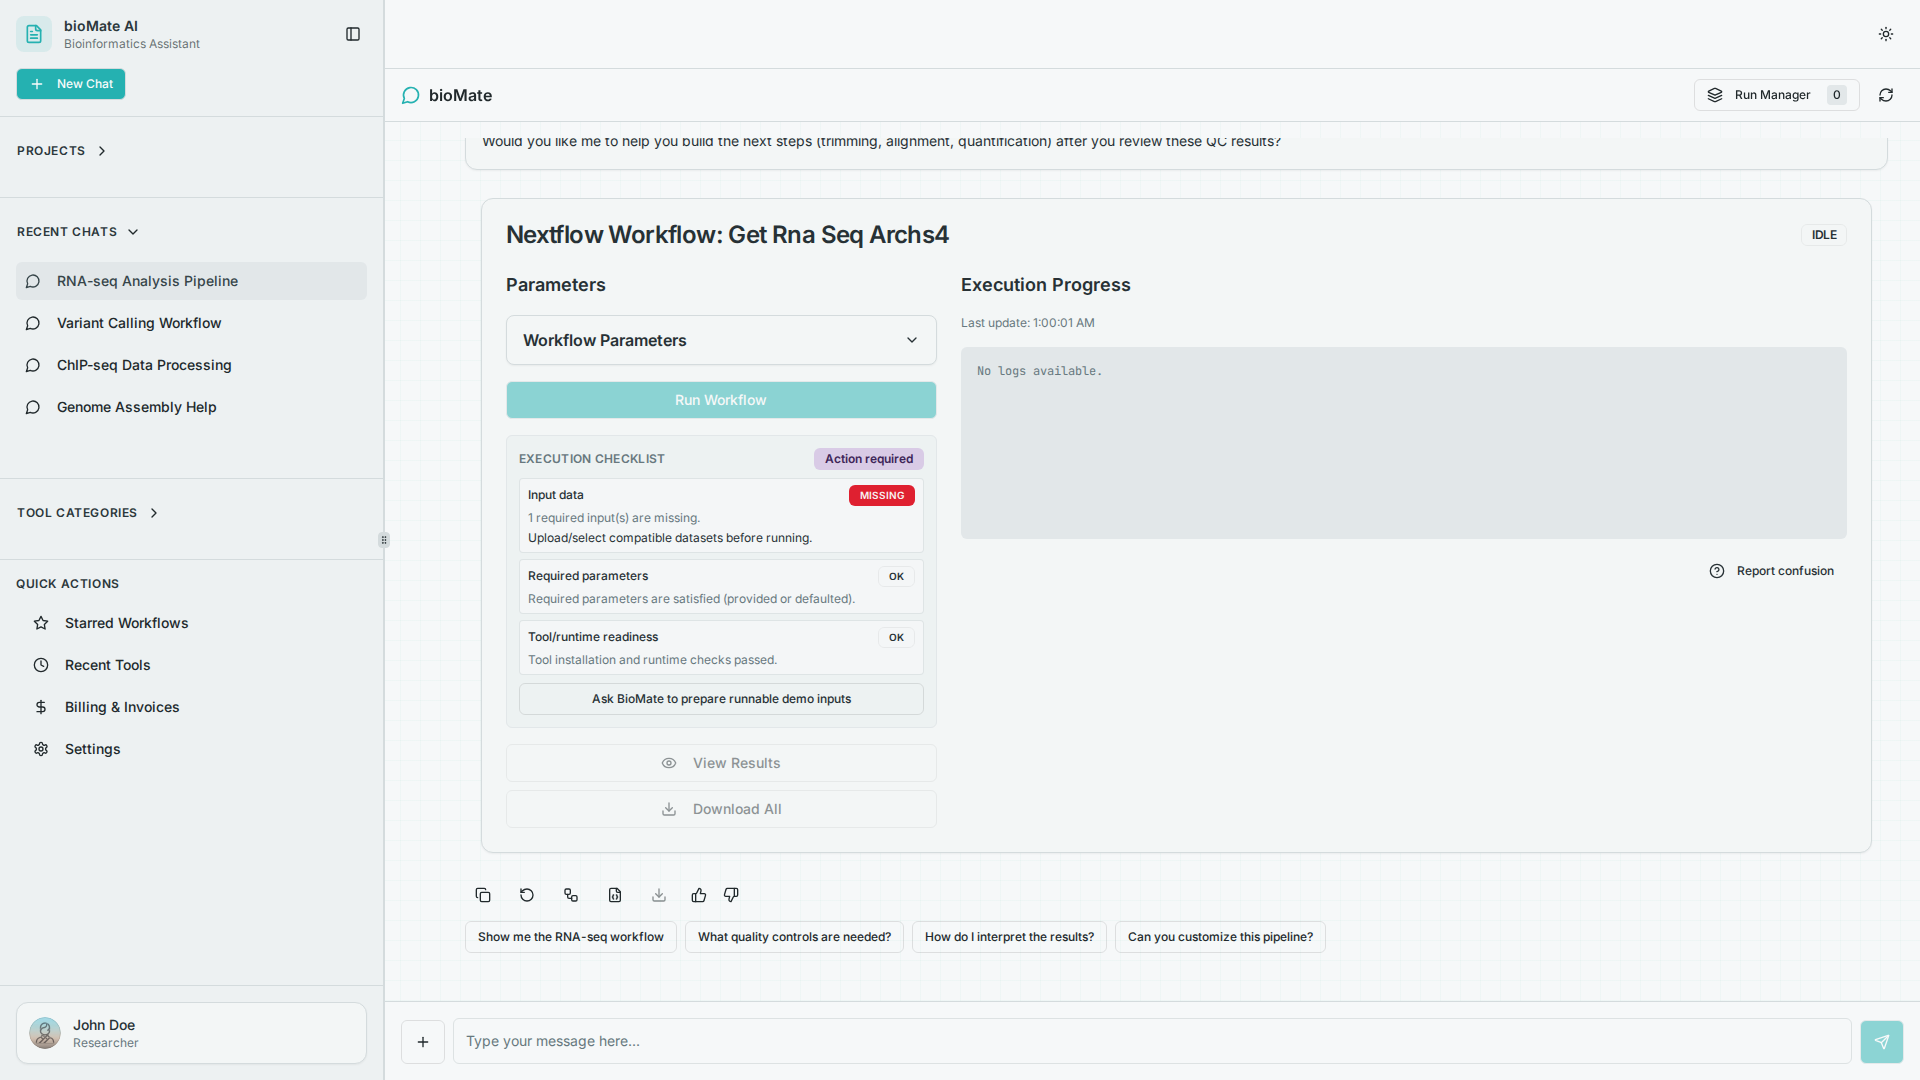 bioMate AI
Bioinformatics Assistant
New Chat
PROJECTS
RECENT CHATS
RNA-seq Analysis Pipeline
Variant Calling Workflow
ChIP-seq Data Processing
Genome Assembly Help
TOOL CATEGORIES
QUICK ACTIONS
Starred Workflows
Recent Tools
Billing & Invoices
Settings
John Doe
Researcher
bioMate
Run Manager 0
Would you like me to help you build the next steps (trimming, alignment, quantification) after you review these QC results?
Nextflow Workflow: Get Rna Seq Archs4
IDLE
Parameters
Workflow Parameters
Run Workflow
EXECUTION CHECKLIST
Action required
Input data
MISSING
1 required input(s) are missing.
Upload/select compatible datasets before running.
Required parameters
OK
Required parameters are satisfied (provided or defaulted).
Tool/runtime readiness
OK
Tool installation and runtime checks passed.
Ask BioMate to prepare runnable demo inputs
View Results
Download All
Execution Progress
Last update: 1:00:01 AM
No logs available.
Report confusion
Show me the RNA-seq workflow
What quality controls are needed?
How do I interpret the results?
Can you customize this pipeline?
Type your message here...